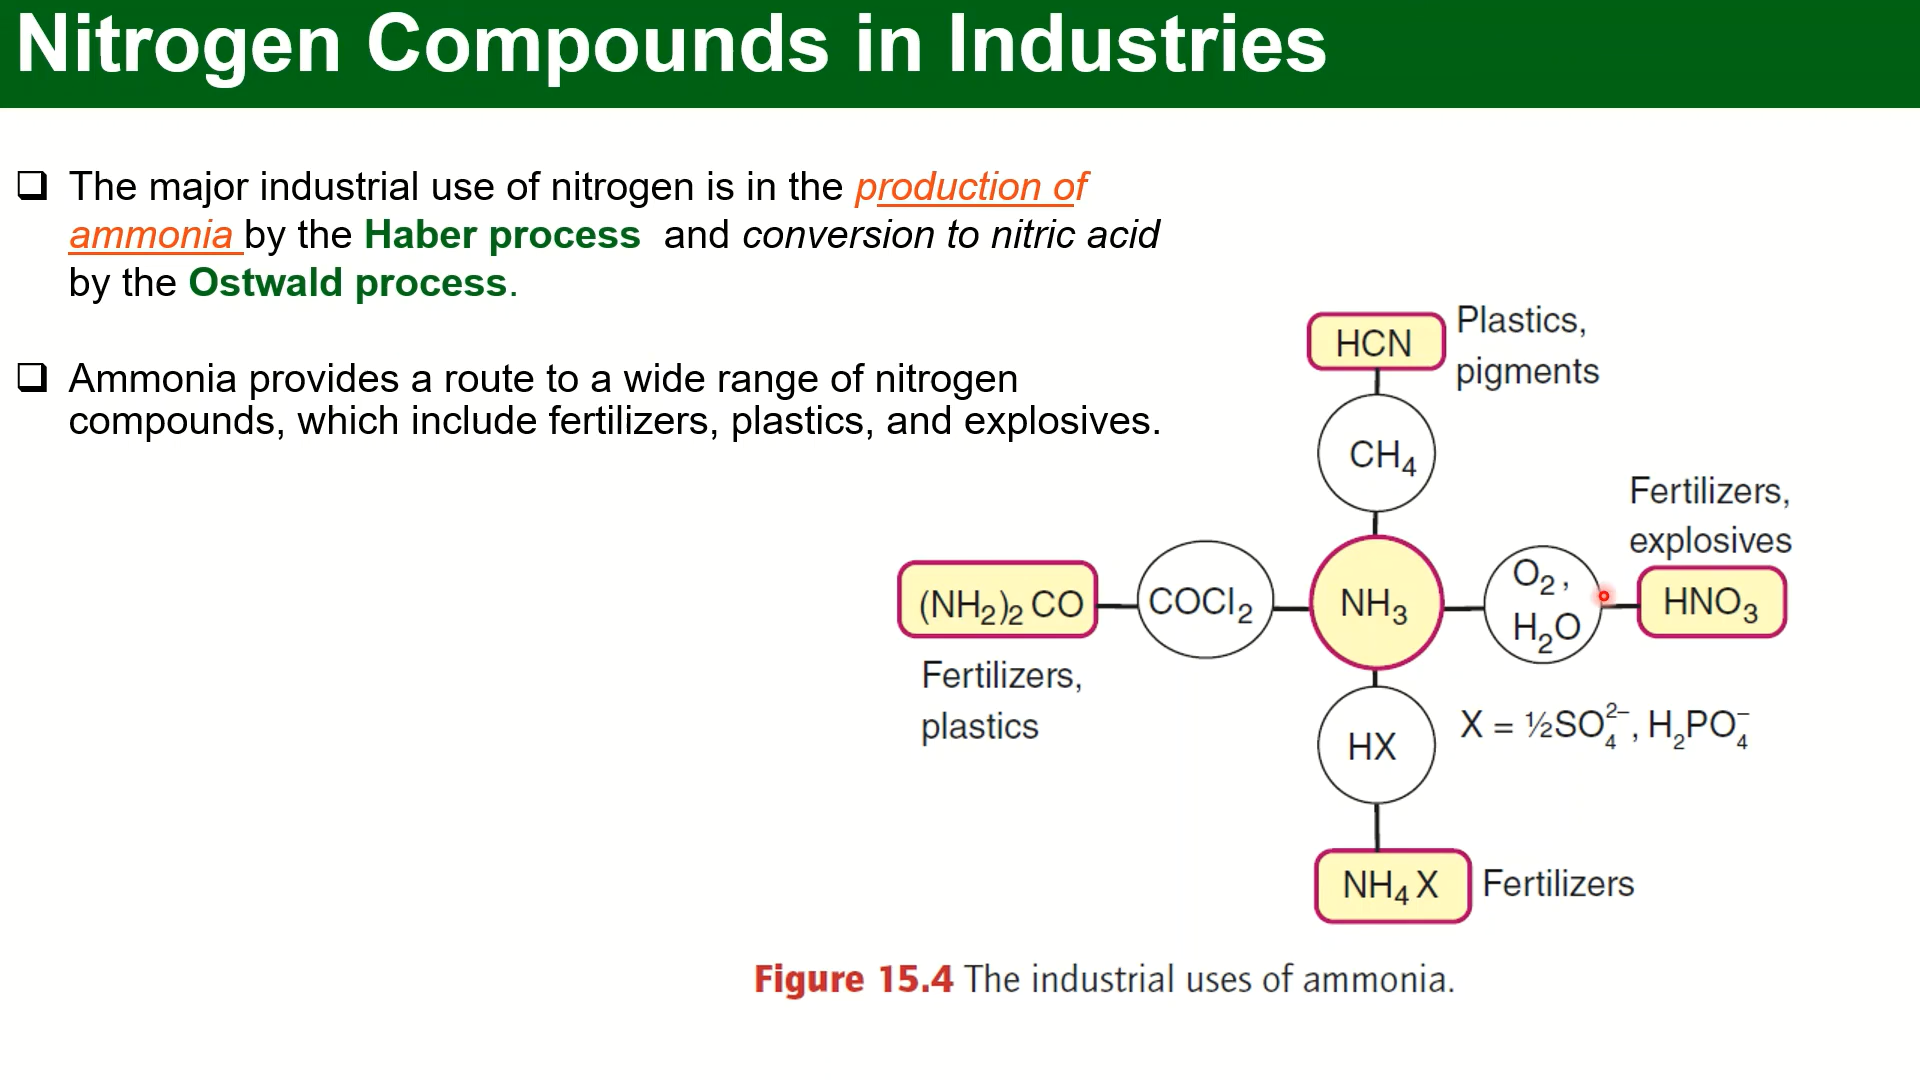 Nitrogen Compounds in Industries
The major industrial use of nitrogen is in the production of
ammonia by the Haber process and conversion to nitric acid
by the Ostwald process.
Ammonia provides a route to a wide range of nitrogen
compounds, which include fertilizers, plastics, and explosives.
HCN
Plastics,
pigments
CH₄
Fertilizers,
explosives
(NH₂)₂ CO
COCl₂
NH₃
O₂,
H₂O
HNO₃
Fertilizers,
plastics
HX
X = ½SO₄²⁻, H₂PO₄⁻
NH₄ X
Fertilizers
Figure 15.4 The industrial uses of ammonia.